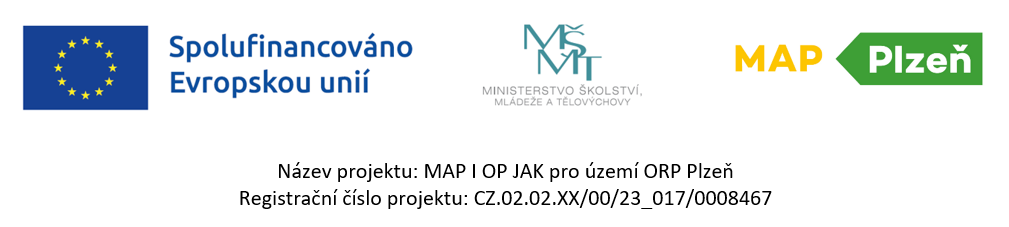 Spolufinancováno
Evropskou unií
MŠMT
MINISTERSTVO ŠKOLSTVÍ,
MLÁDEŽE A TĚLOVÝCHOVY
MAP Plzeň
Název projektu: MAP I OP JAK pro území ORP Plzeň
Registrační číslo projektu: CZ.02.02.XX/00/23_017/0008467